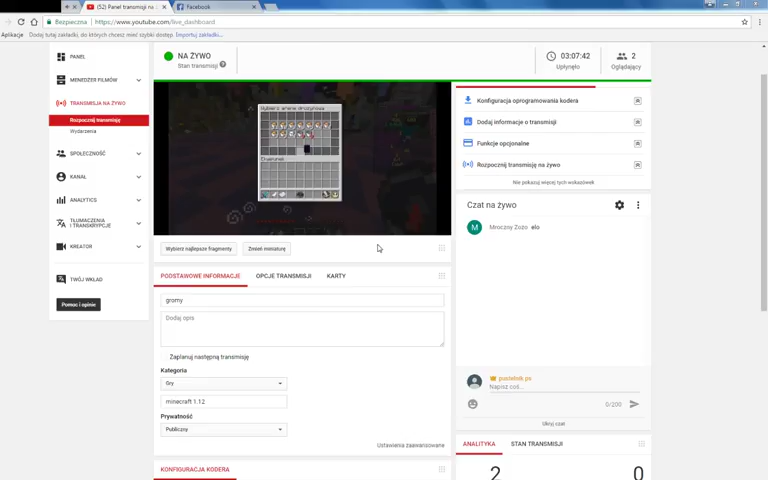 (52) Panel transmisji na ż
Facebook
Bezpieczna
https://www.youtube.com/live_dashboard
Aplikacje
Dodaj tutaj zakładki, do których chcesz mieć szybki dostęp.
Importuj zakładki...
PANEL
MENEDŻER FILMÓW
TRANSMISJA NA ŻYWO
Rozpocznij transmisję
Wydarzenia
SPOŁECZNOŚĆ
KANAŁ
ANALYTICS
TŁUMACZENIA
I TRANSKRYPCJE
KREATOR
TWÓJ WKŁAD
Pomoc i opinie
NA ŻYWO
Stan transmisji
03:07:42
Upłynęło
2
Oglądający
Wybierz najlepsze fragmenty
Zmień miniaturę
PODSTAWOWE INFORMACJE
OPCJE TRANSMISJI
KARTY
gromy
Dodaj opis
Zaplanuj następną transmisję
Kategoria
Gry
minecraft 1.12
Prywatność
Publiczny
Ustawienia zaawansowane
KONFIGURACJA KODERA
Konfiguracja oprogramowania kodera
Dodaj informacje o transmisji
Funkcje opcjonalne
Rozpocznij transmisję na żywo
Nie pokazuj więcej tych wskazówek
Czat na żywo
M
Mroczny Zozo elo
pustelnik ps
Napisz coś...
0/200
Ukryj czat
ANALITYKA
STAN TRANSMISJI
2
0